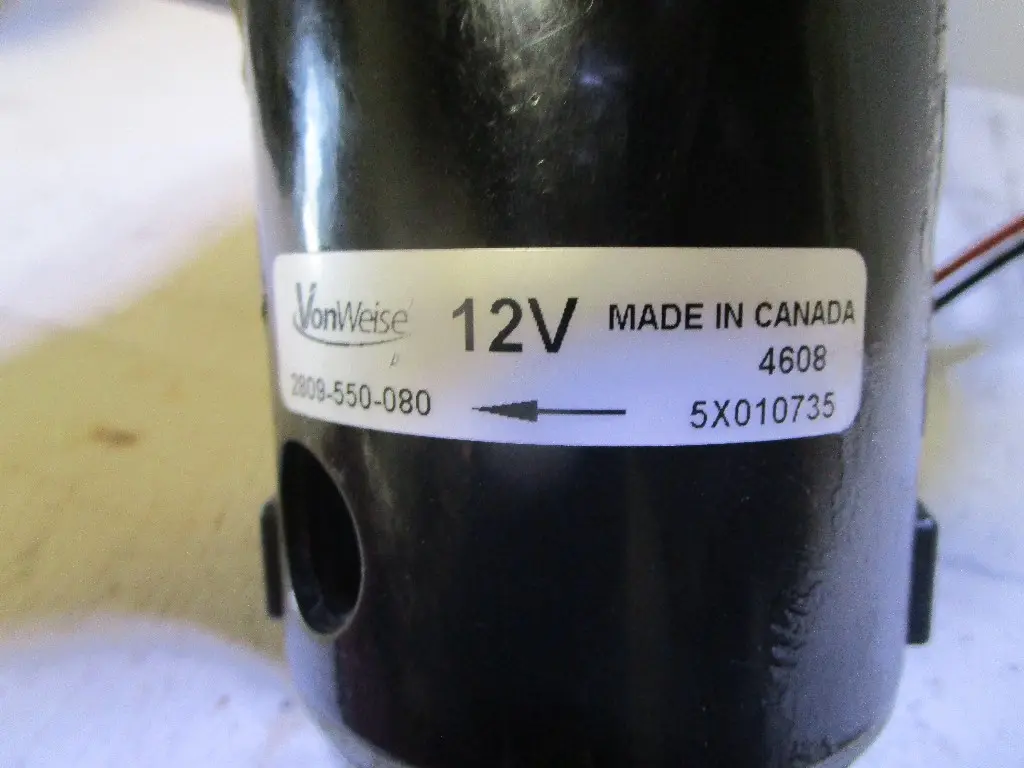 VonWeise 12V MADE IN CANADA
4608
2809-550-080 5X010735